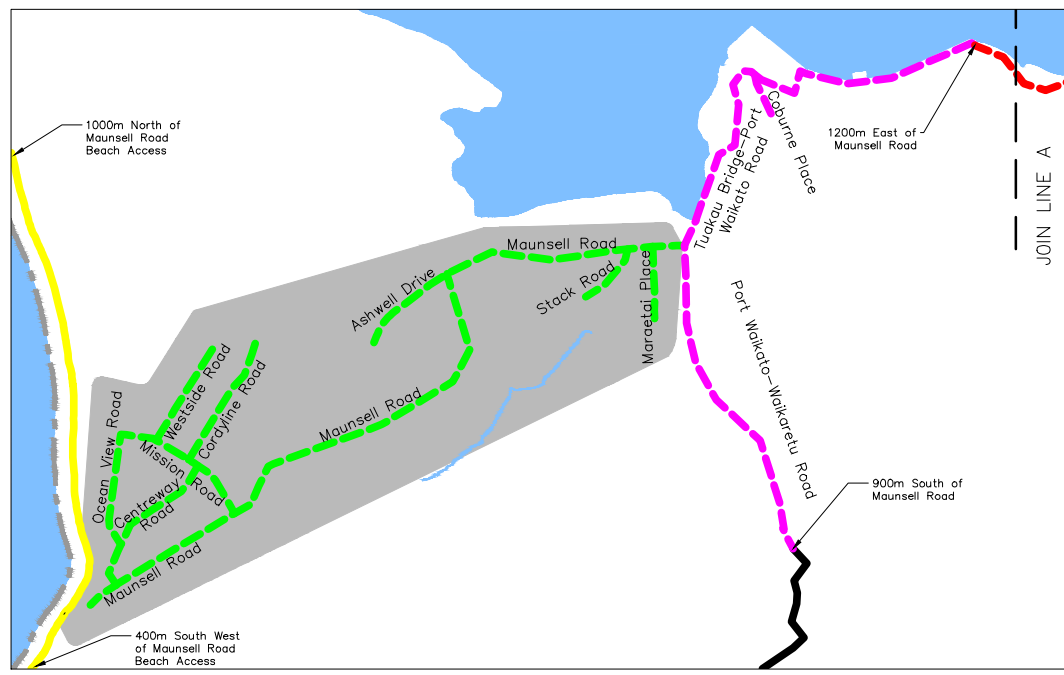 1000m North of
Maunsell Road
Beach Access
1200m East of
Maunsell Road
JOIN LINE A
Coburne Place
Tuakau Bridge-Port
Waikato Road
Maunsell Road
Ashwell Drive
Stack Road
Maraetai Place
Port Waikato-Waikaretu Road
Westside Road
Cordyline Road
Ocean View Road
Mission Road
Centreway
Road
Maunsell Road
Maunsell Road
900m South of
Maunsell Road
400m South West
of Maunsell Road
Beach Access